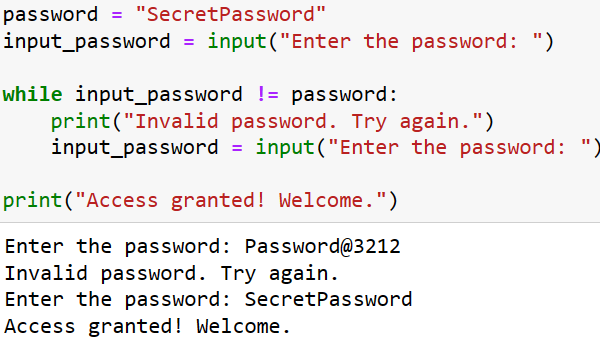 password = "SecretPassword"
input_password = input("Enter the password: ")
while input_password != password:
    print("Invalid password. Try again.")
    input_password = input("Enter the password: ")
print("Access granted! Welcome.")
Enter the password: Password@3212
Invalid password. Try again.
Enter the password: SecretPassword
Access granted! Welcome.